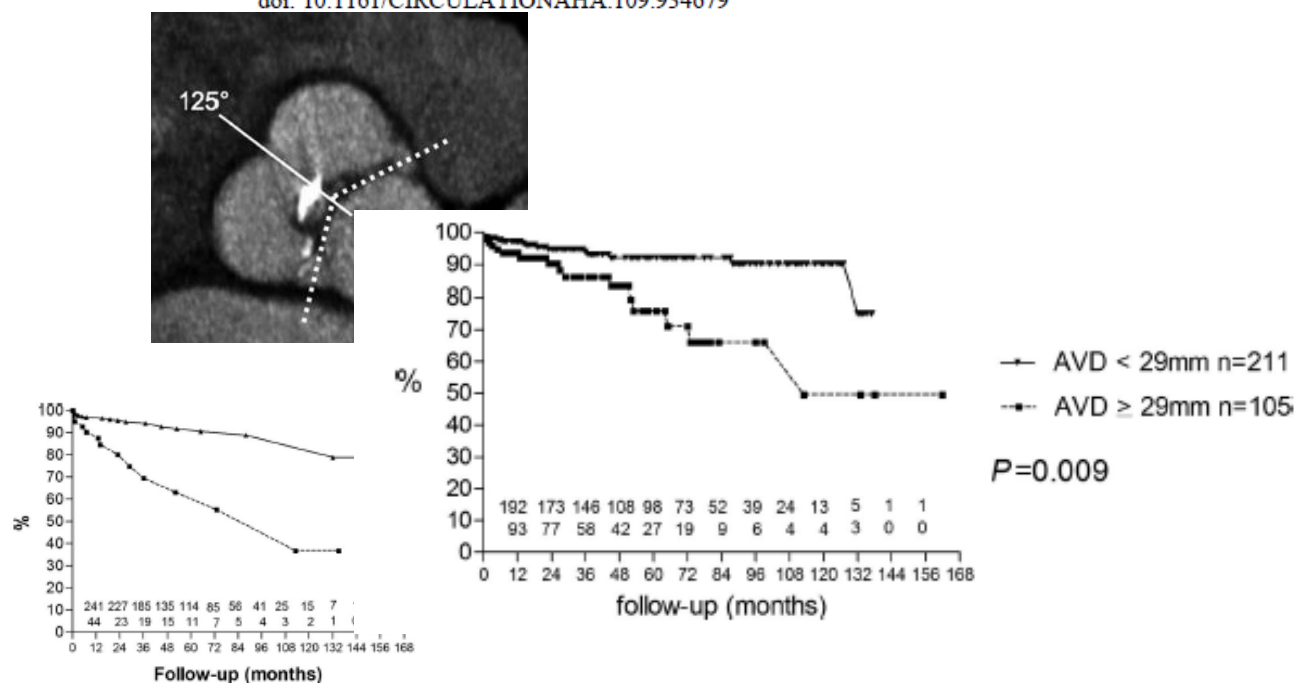 doi: 10.1161/CIRCULATIONAHA.109.934679
125°
100
90
80
70
60
50
40
30
20
10
0
%
192 173 146 108 98 73 52 39 24 13 5 1 1
93 77 58 42 27 19 9 6 4 4 3 0 0
0 12 24 36 48 60 72 84 96 108 120 132 144 156 168
follow-up (months)
AVD < 29mm n=211
AVD ≥ 29mm n=105
P=0.009
100
90
80
70
60
50
40
30
20
10
0
%
241 227 185 135 114 85 56 41 25 15 7
44 23 19 15 11 7 5 4 3 2 1
0 12 24 36 48 60 72 84 96 108 120 132 144 156 168
Follow-up (months)